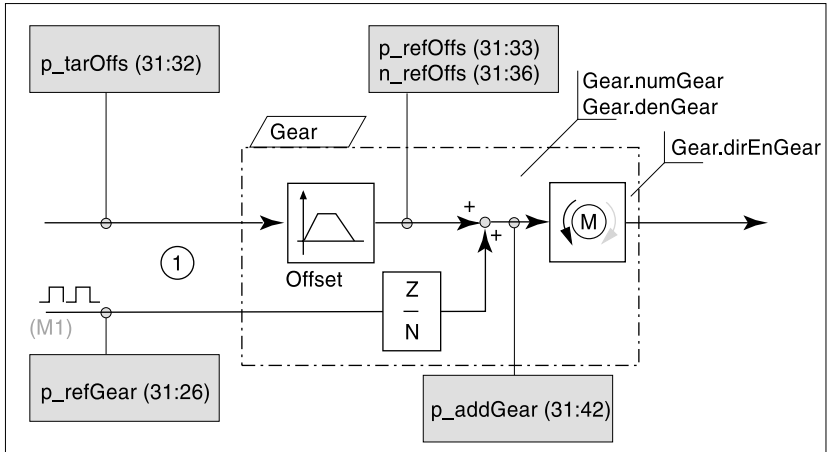 p_tarOffs (31:32)
p_refOffs (31:33)
n_refOffs (31:36)
Gear.numGear
Gear.denGear
Gear
Gear.dirEnGear
+
+
M
Offset
1
Z
N
(M1)
p_refGear (31:26)
p_addGear (31:42)